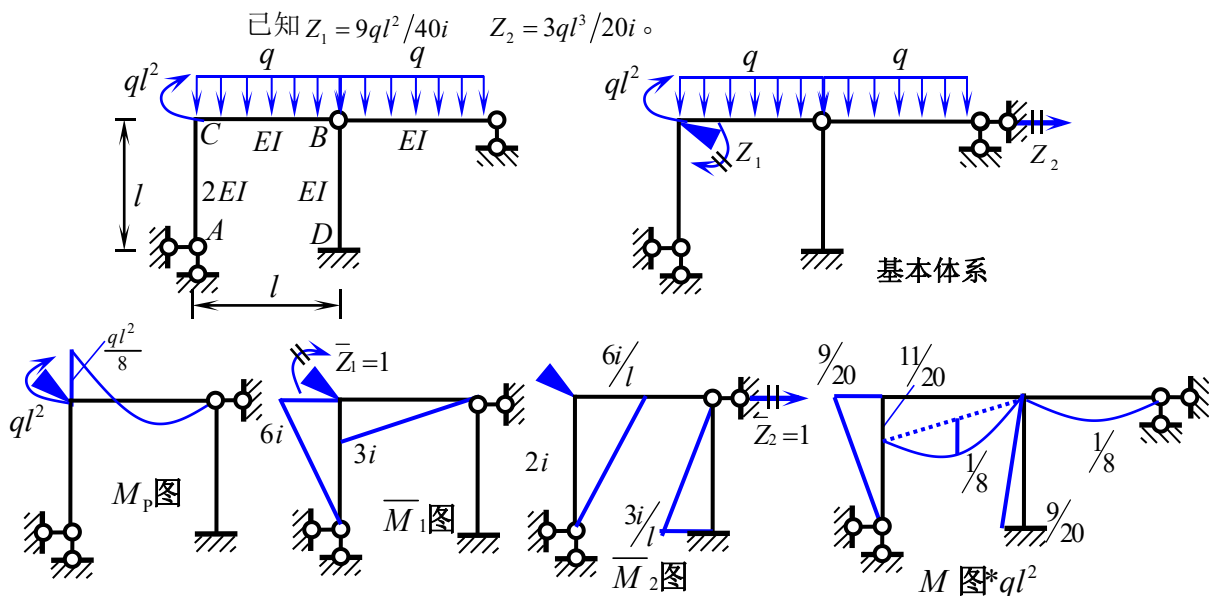 已知 Z₁ = 9ql²/40i Z₂ = 3ql³/20i 。
q q
ql²
C EI B EI
l 2EI EI
A D
l
q q
ql²
Z₁ Z₂
基本体系
ql²/8
ql²
M_P图
Z̄₁=1
6i
3i
M̄₁图
6i/l
Z̄₂=1
2i
3i/l
M̄₂图
9/20 11/20
1/8 1/8
9/20
M 图*ql²